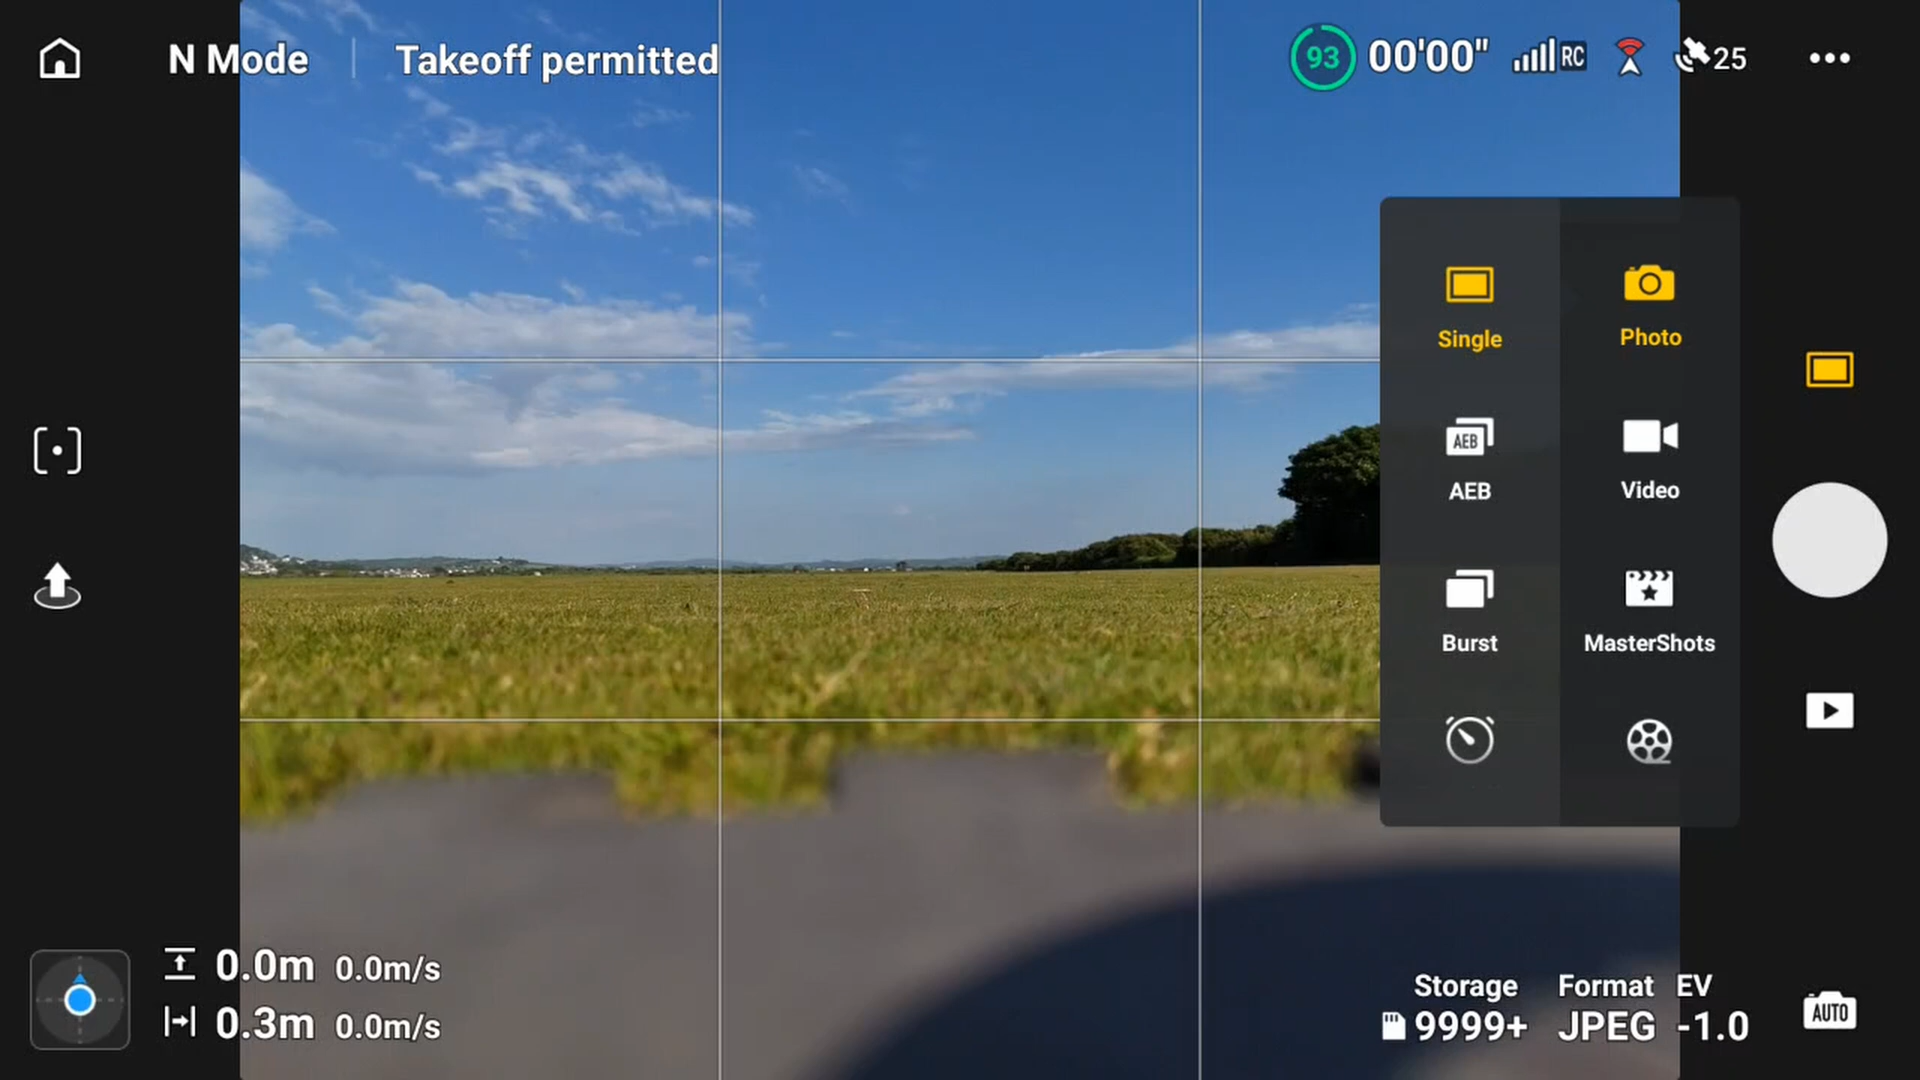 N Mode
Takeoff permitted
93
00'00"
RC
25
Single
Photo
AEB
AEB
Video
Burst
MasterShots
0.0m 0.0m/s
0.3m 0.0m/s
Storage Format EV
9999+ JPEG -1.0
AUTO